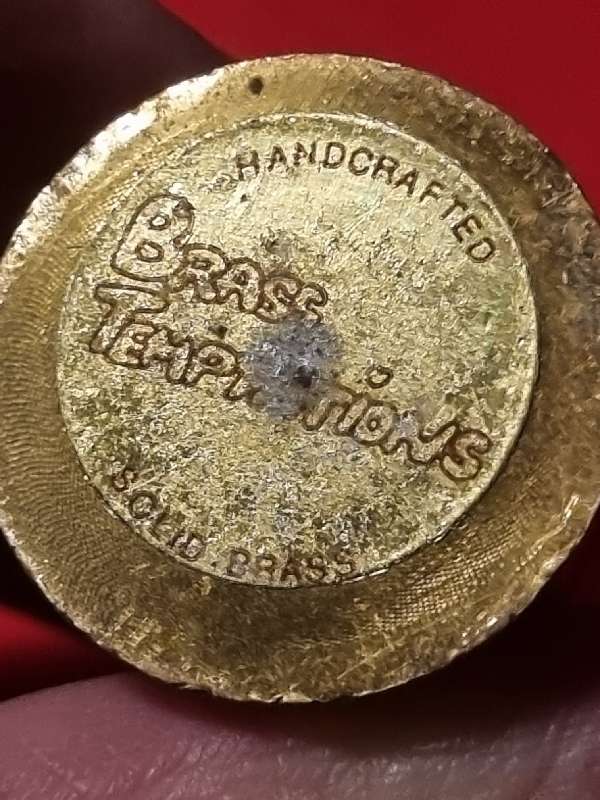 HANDCRAFTED
BRASS
TEMPTATIONS
SOLID BRASS